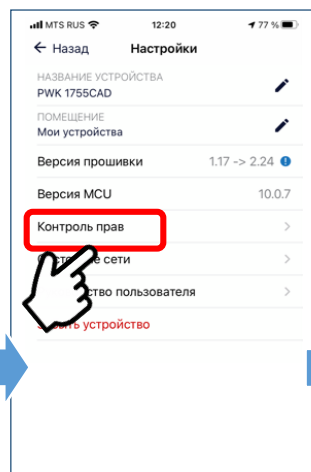 MTS RUS 12:20 77 %
← Назад Настройки
НАЗВАНИЕ УСТРОЙСТВА
PWK 1755CAD
ПОМЕЩЕНИЕ
Мои устройства
Версия прошивки 1.17 -> 2.24
Версия MCU 10.0.7
Контроль прав
сети
ство пользователя
устройство